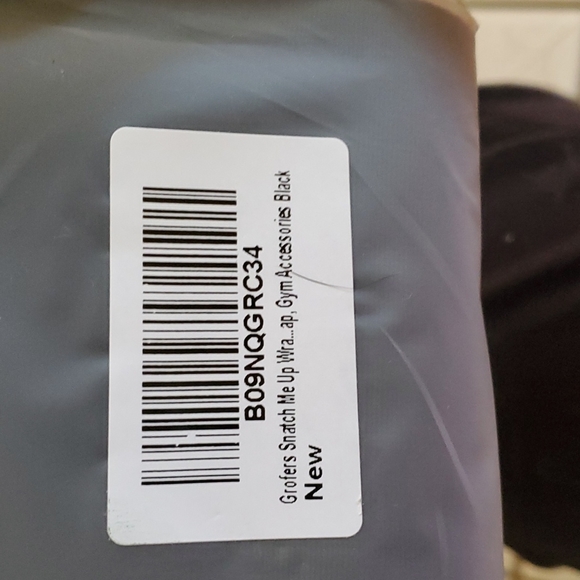 B09NQGRC34
Grofers Snatch Me Up Wra...ap, Gym Accessories Black
New